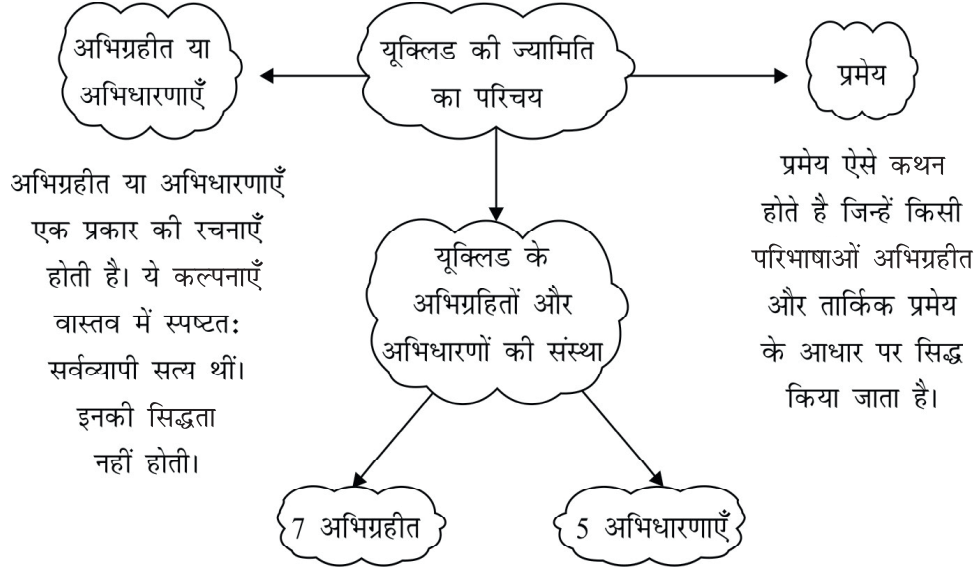 अभिग्रहीत या
अभिधारणाएँ
यूक्लिड की ज्यामिति
का परिचय
प्रमेय
अभिग्रहीत या अभिधारणाएँ
एक प्रकार की रचनाएँ
होती है। ये कल्पनाएँ
वास्तव में स्पष्टत:
सर्वव्यापी सत्य थीं।
इनकी सिद्धता
नहीं होती।
यूक्लिड के
अभिग्रहितों और
अभिधारणों की संस्था
प्रमेय ऐसे कथन
होते है जिन्हें किसी
परिभाषाओं अभिग्रहीत
और तार्किक प्रमेय
के आधार पर सिद्ध
किया जाता है।
7 अभिग्रहीत
5 अभिधारणाएँ